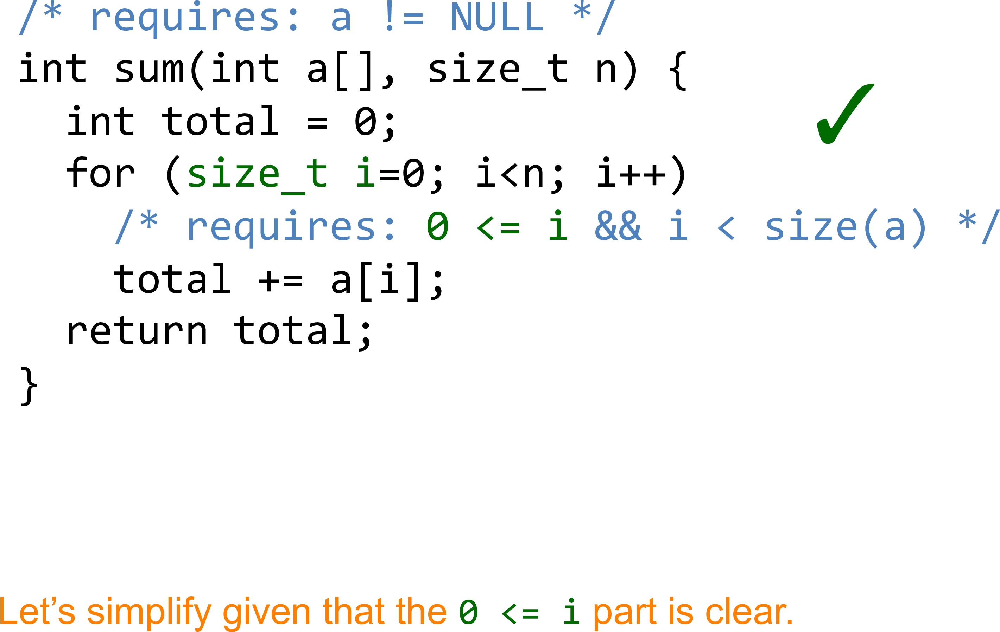 /* requires: a != NULL */
int sum(int a[], size_t n) {
  int total = 0;
  for (size_t i=0; i<n; i++)
    /* requires: 0 <= i && i < size(a) */
    total += a[i];
  return total;
}
✓
Let’s simplify given that the 0 <= i part is clear.